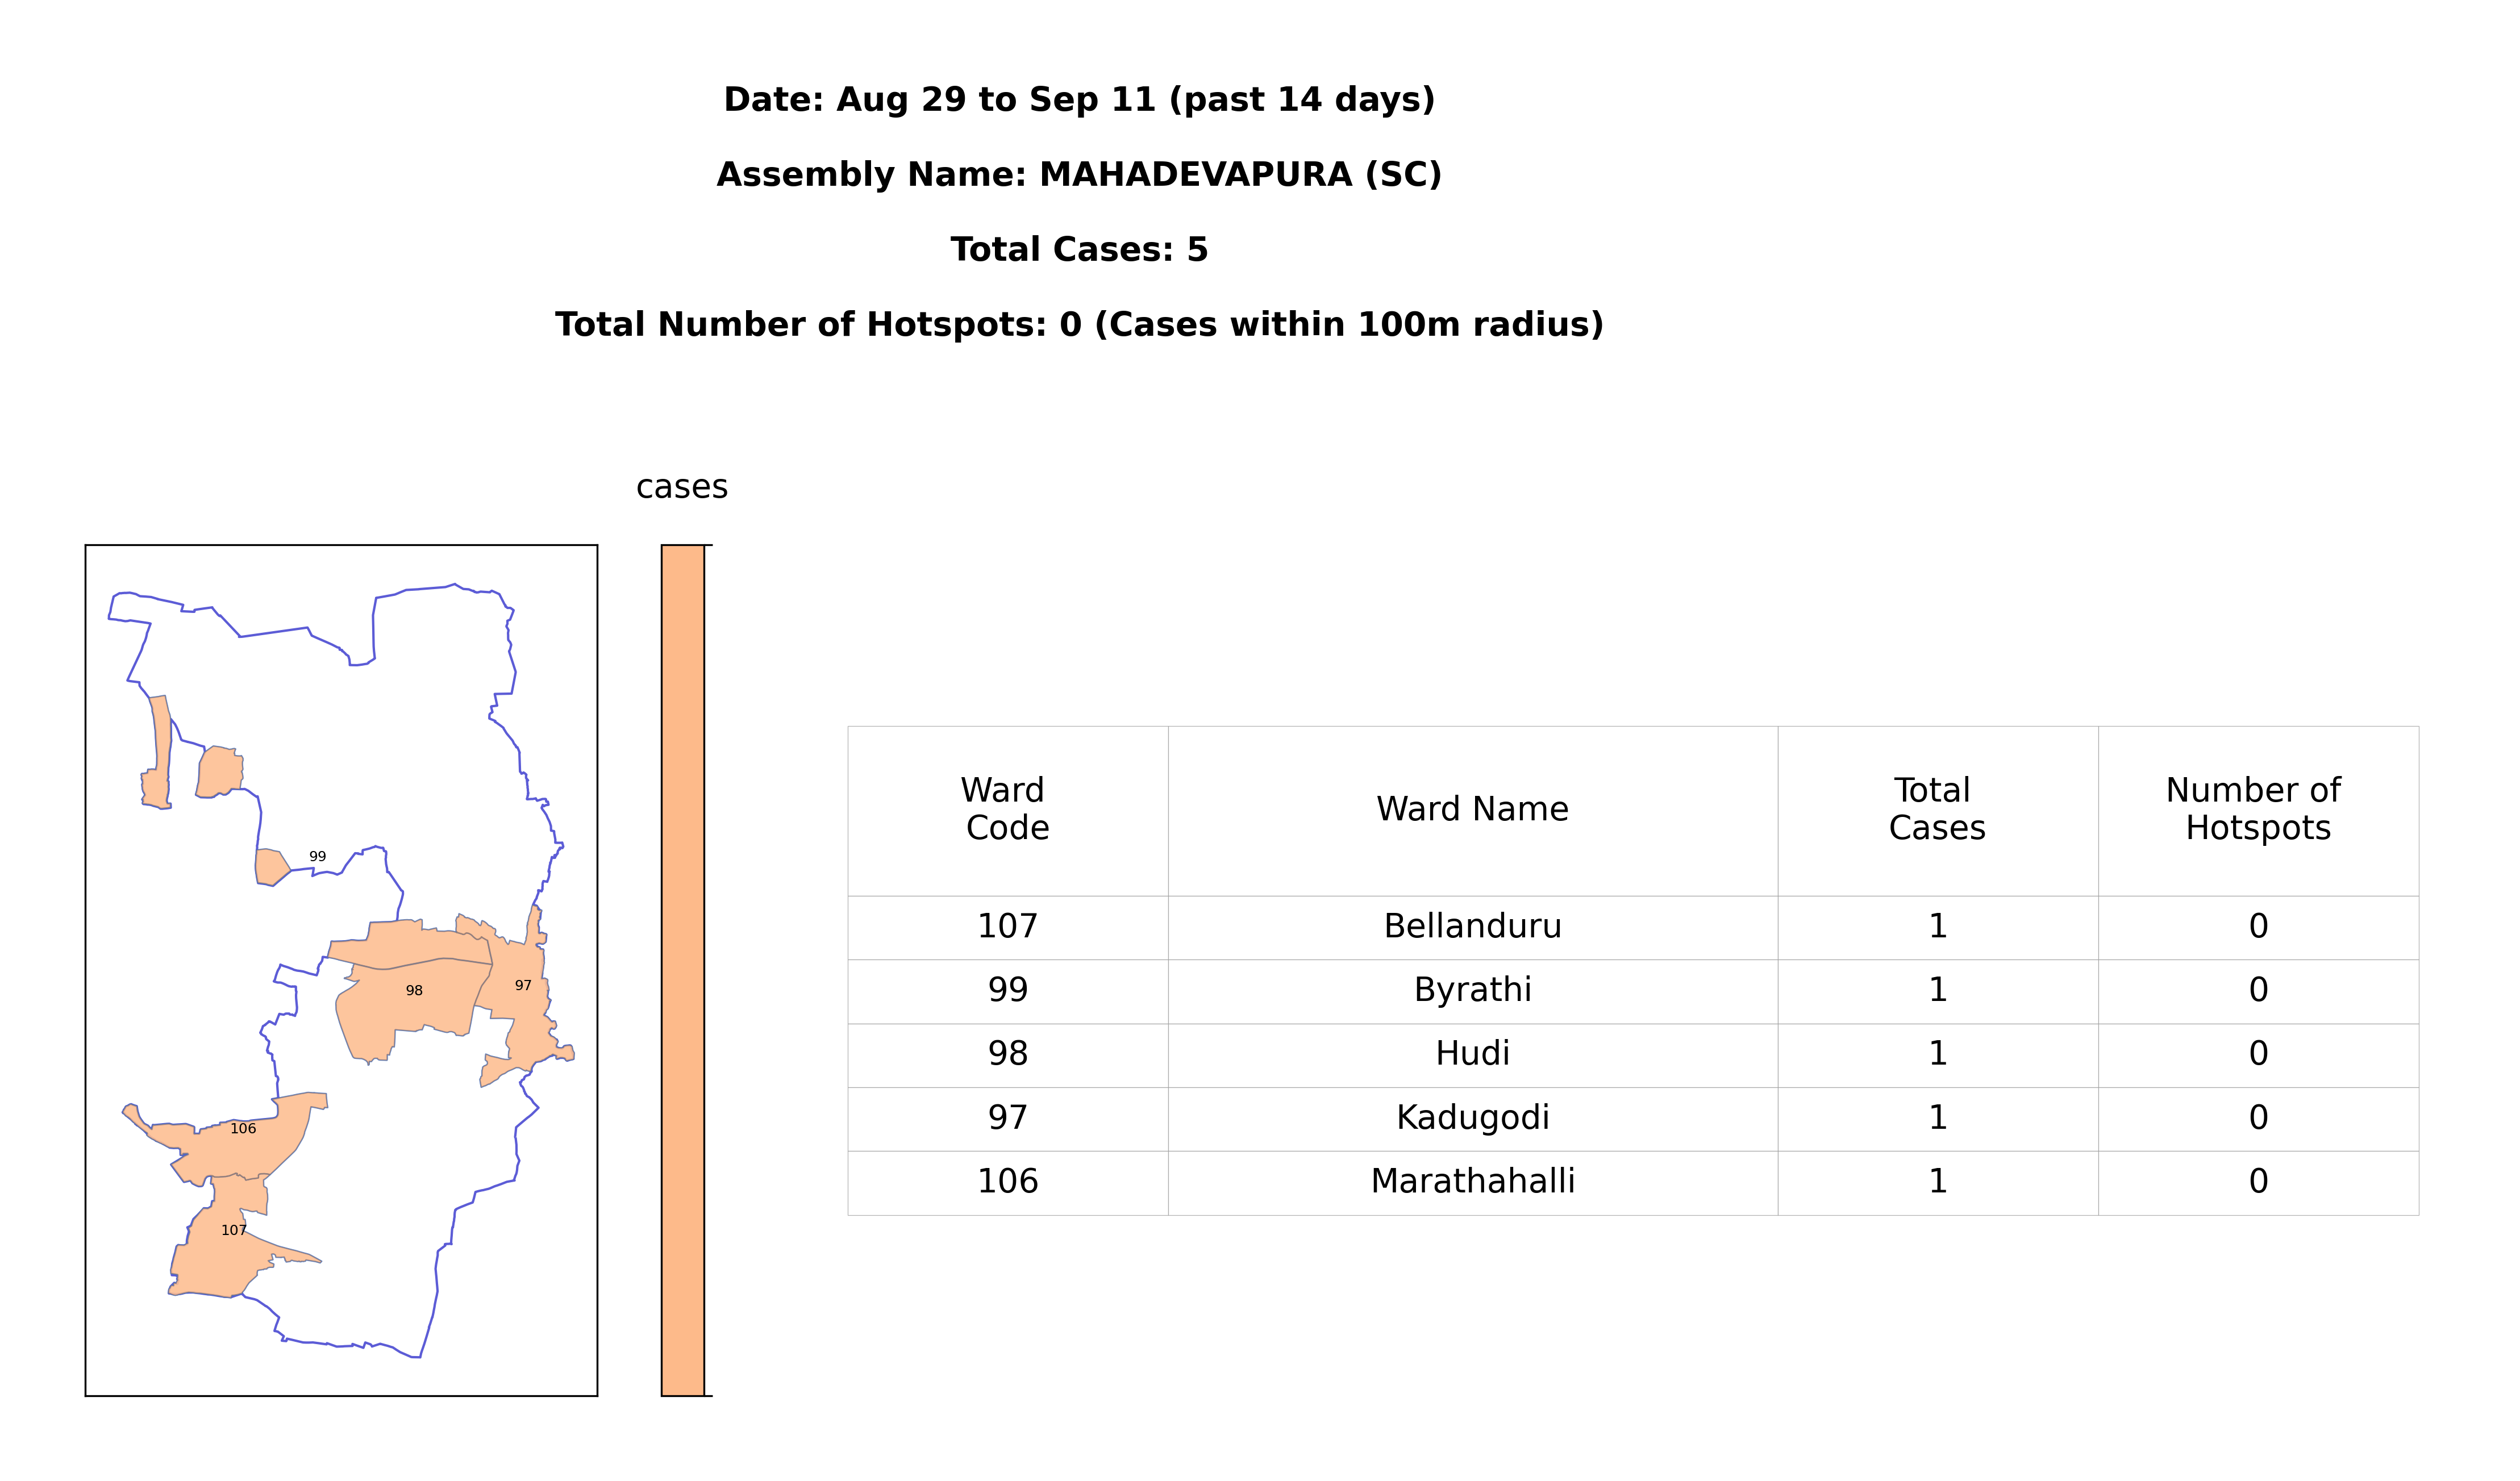 Date: Aug 29 to Sep 11 (past 14 days)
Assembly Name: MAHADEVAPURA (SC)
Total Cases: 5
Total Number of Hotspots: 0 (Cases within 100m radius)
cases
99
98
97
106
107
Ward Code Ward Name Total Cases Number of Hotspots
107 Bellanduru 1 0
99 Byrathi 1 0
98 Hudi 1 0
97 Kadugodi 1 0
106 Marathahalli 1 0